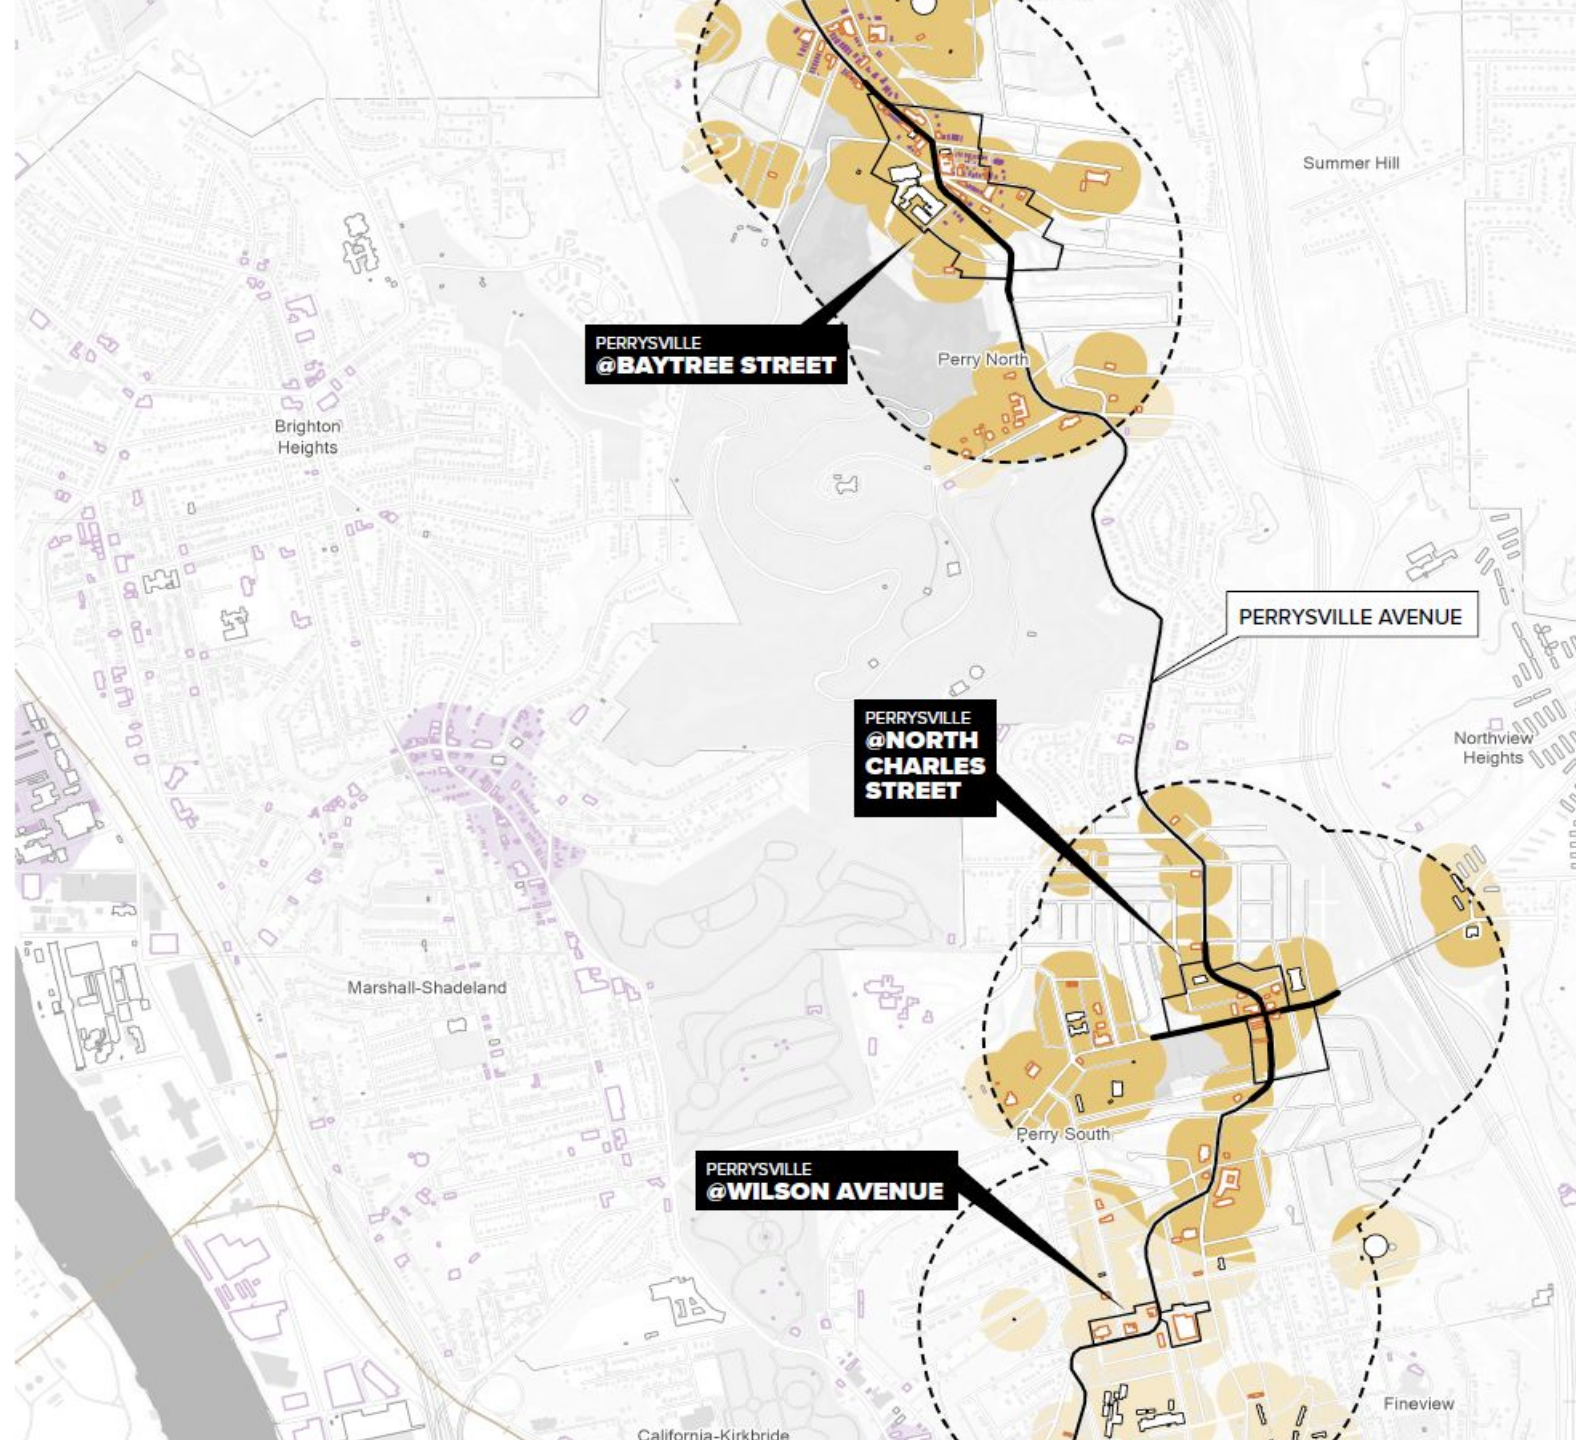 Summer Hill
PERRYSVILLE
@BAYTREE STREET
Perry North
Brighton
Heights
PERRYSVILLE AVENUE
PERRYSVILLE
@NORTH
CHARLES
STREET
Northview
Heights
Marshall-Shadeland
Perry South
PERRYSVILLE
@WILSON AVENUE
Fineview
California-Kirkbride